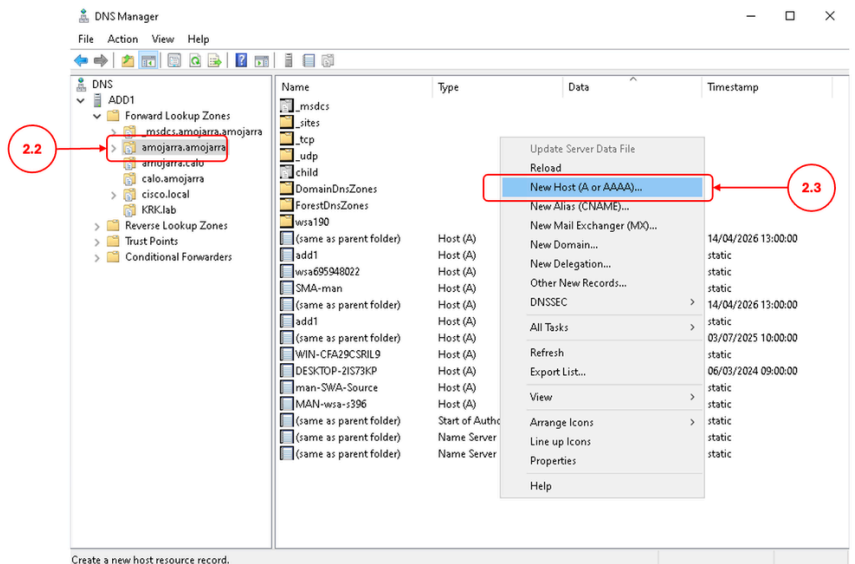 DNS Manager
File Action View Help
DNS
ADD1
Forward Lookup Zones
_msdcs.amojarra.amojarra
amojarra.amojarra
amojarra.calo
calo.amojarra
cisco.local
KRK.lab
Reverse Lookup Zones
Trust Points
Conditional Forwarders
2.2
Name Type Data Timestamp
_msdcs
_sites
_tcp
_udp
child
DomainDnsZones
ForestDnsZones
wsa190
(same as parent folder) Host (A) 14/04/2026 13:00:00
add1 Host (A) static
wsa695948022 Host (A) static
SMA-man Host (A) static
(same as parent folder) Host (A) 14/04/2026 13:00:00
add1 Host (A) static
(same as parent folder) Host (A) 03/07/2025 10:00:00
WIN-CFA29CSRIL9 Host (A) static
DESKTOP-2IS73KP Host (A) 06/03/2024 09:00:00
man-SWA-Source Host (A) static
MAN-wsa-s396 Host (A) static
(same as parent folder) Start of Autho static
(same as parent folder) Name Server static
(same as parent folder) Name Server static
Update Server Data File
Reload
New Host (A or AAAA)...
New Alias (CNAME)...
New Mail Exchanger (MX)...
New Domain...
New Delegation...
Other New Records...
DNSSEC
All Tasks
Refresh
Export List...
View
Arrange Icons
Line up Icons
Properties
Help
2.3
Create a new host resource record.